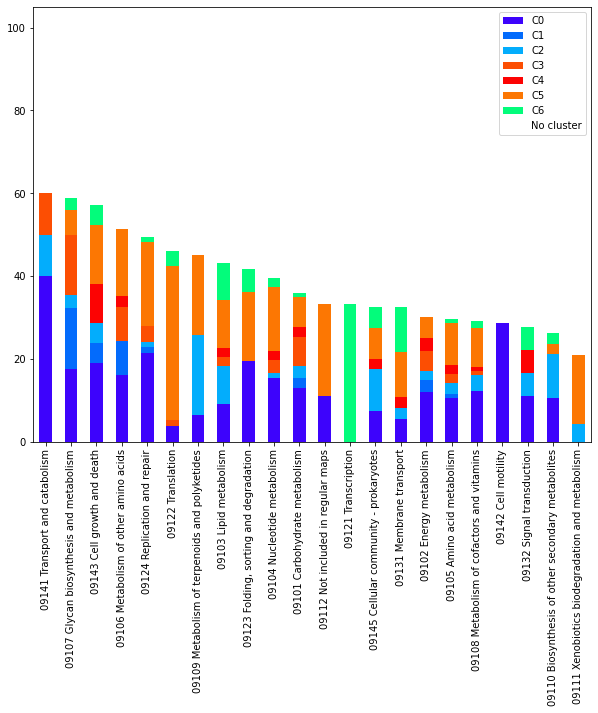 100
80
60
40
20
0
C0
C1
C2
C3
C4
C5
C6
No cluster
09141 Transport and catabolism
09107 Glycan biosynthesis and metabolism
09143 Cell growth and death
09106 Metabolism of other amino acids
09124 Replication and repair
09122 Translation
09109 Metabolism of terpenoids and polyketides
09103 Lipid metabolism
09123 Folding, sorting and degradation
09104 Nucleotide metabolism
09101 Carbohydrate metabolism
09112 Not included in regular maps
09121 Transcription
09145 Cellular community - prokaryotes
09131 Membrane transport
09102 Energy metabolism
09105 Amino acid metabolism
09108 Metabolism of cofactors and vitamins
09142 Cell motility
09132 Signal transduction
09110 Biosynthesis of other secondary metabolites
09111 Xenobiotics biodegradation and metabolism